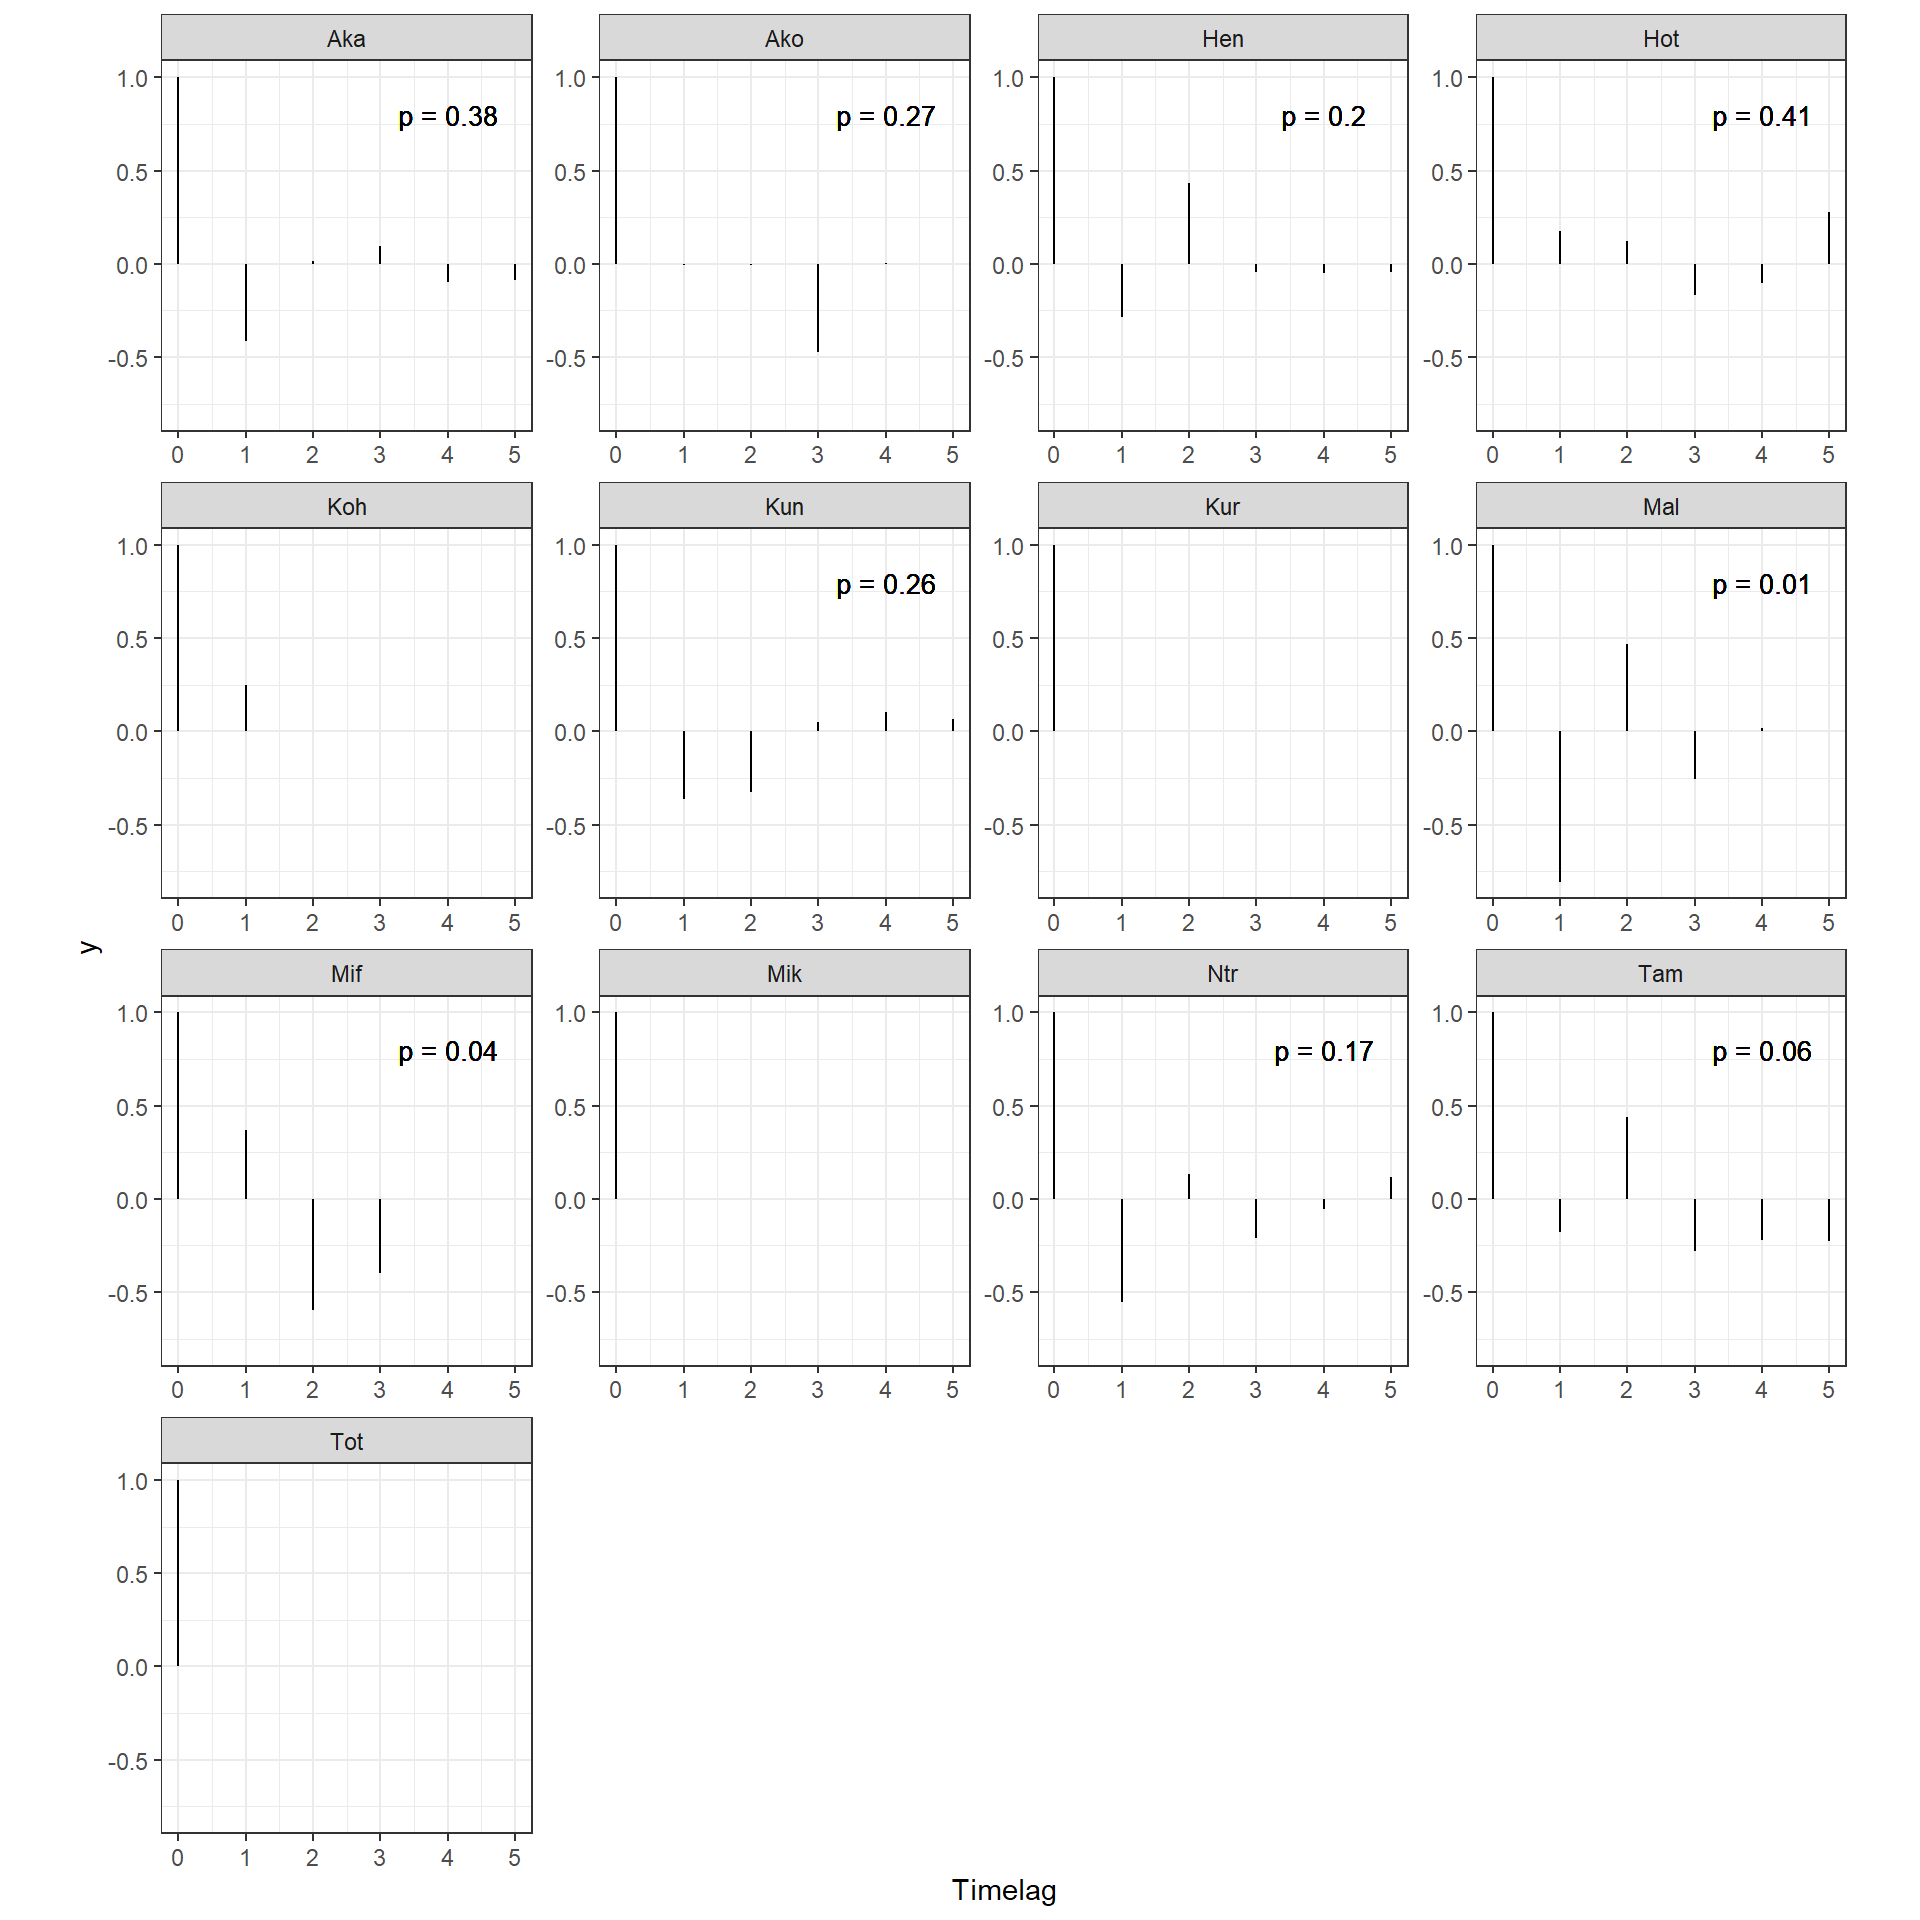 Aka Ako Hen Hot
1.0 1.0 1.0 1.0
p = 0.38 p = 0.27 p = 0.2 p = 0.41
0.5 0.5 0.5 0.5
0.0 0.0 0.0 0.0
-0.5 -0.5 -0.5 -0.5
0 1 2 3 4 5 0 1 2 3 4 5 0 1 2 3 4 5 0 1 2 3 4 5
Koh Kun Kur Mal
1.0 1.0 1.0 1.0
p = 0.26 p = 0.01
0.5 0.5 0.5 0.5
0.0 0.0 0.0 0.0
-0.5 -0.5 -0.5 -0.5
0 1 2 3 4 5 0 1 2 3 4 5 0 1 2 3 4 5 0 1 2 3 4 5
y
Mif Mik Ntr Tam
1.0 1.0 1.0 1.0
p = 0.04 p = 0.17 p = 0.06
0.5 0.5 0.5 0.5
0.0 0.0 0.0 0.0
-0.5 -0.5 -0.5 -0.5
0 1 2 3 4 5 0 1 2 3 4 5 0 1 2 3 4 5 0 1 2 3 4 5
Tot
1.0
0.5
0.0
-0.5
0 1 2 3 4 5
Timelag